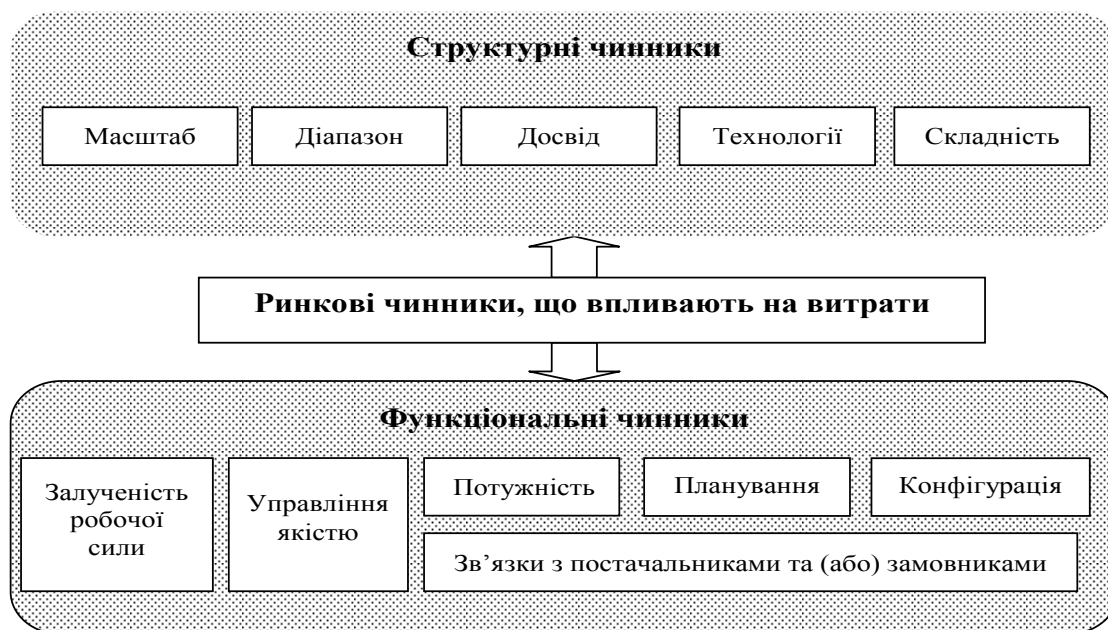 Структурні чинники
Масштаб
Діапазон
Досвід
Технології
Складність
Ринкові чинники, що впливають на витрати
Функціональні чинники
Залученість
робочої
сили
Управління
якістю
Потужність
Планування
Конфігурація
Зв’язки з постачальниками та (або) замовниками